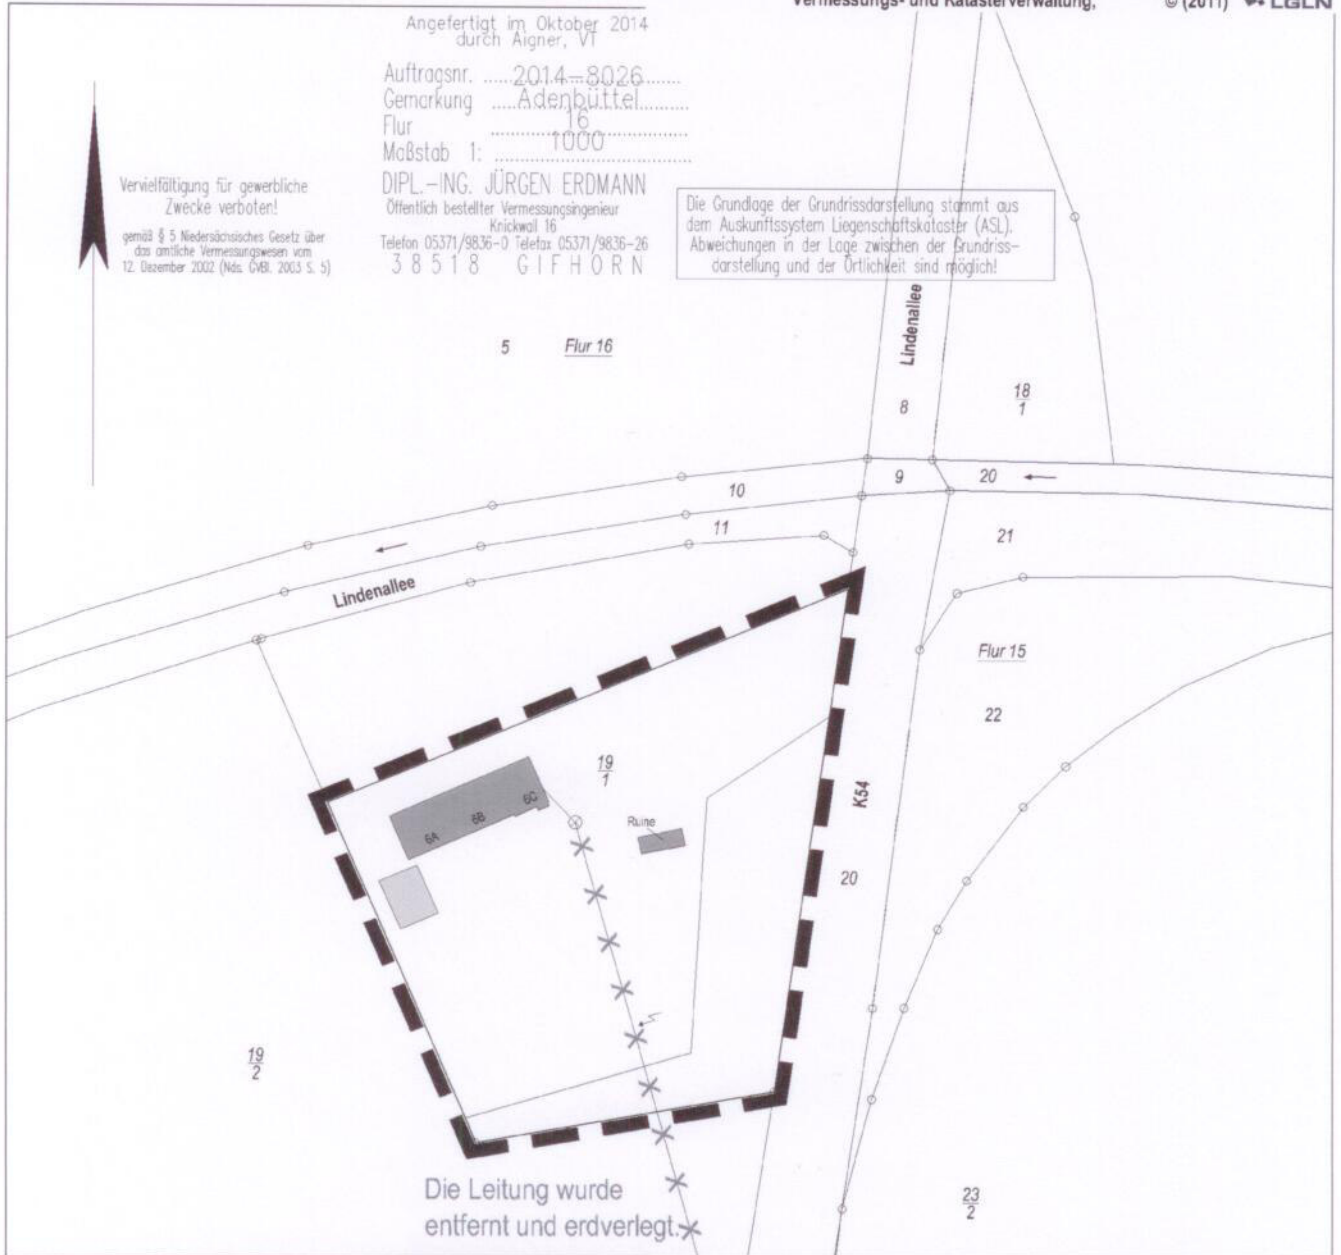 Vermessungs- und Katasterverwaltung,
© (2011) LGLN
Angefertigt im Oktober 2014
durch Aigner, VT
Auftragsnr. 2014-8026
Gemarkung Adenbüttel
Flur 16
Maßstab 1: 1000
DIPL.-ING. JÜRGEN ERDMANN
Öffentlich bestellter Vermessungsingenieur
Knickwall 16
Telefon 05371/9836-0 Telefax 05371/9836-26
38518 GIFHORN
Vervielfältigung für gewerbliche
Zwecke verboten!
gemäß § 5 Niedersächsisches Gesetz über
das amtliche Vermessungswesen vom
12. Dezember 2002 (Nds. GVBl. 2003 S. 5)
Die Grundlage der Grundrissdarstellung stammt aus
dem Auskunftssystem Liegenschaftskataster (ASL).
Abweichungen in der Lage zwischen der Grundriss-
darstellung und der Örtlichkeit sind möglich!
5 Flur 16
Lindenallee
8
18
1
9
20
10
11
21
Lindenallee
Flur 15
22
19
1
6A
6B
6C
Ruine
K54
20
19
2
23
2
Die Leitung wurde
entfernt und erdverlegt.